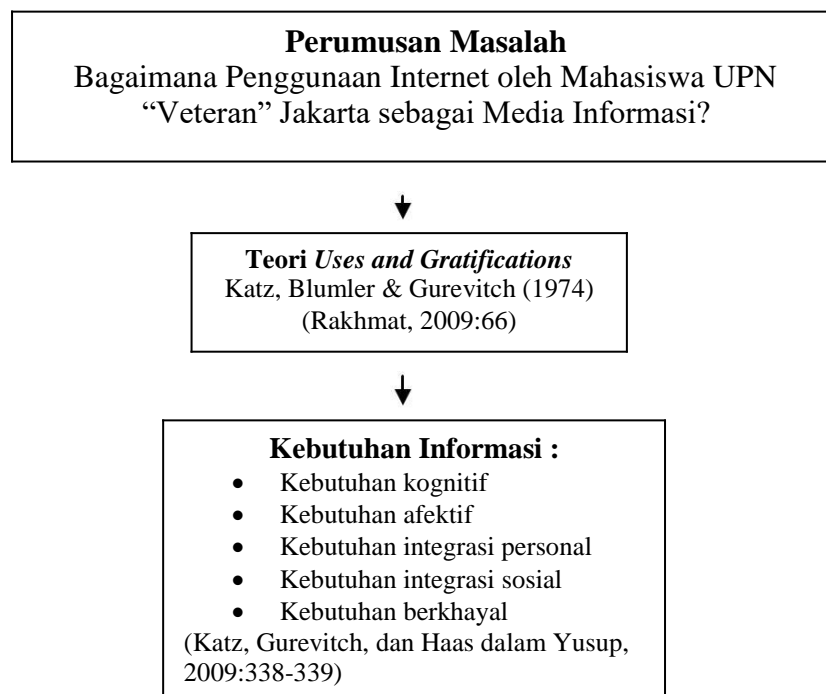 Perumusan Masalah
Bagaimana Penggunaan Internet oleh Mahasiswa UPN
“Veteran” Jakarta sebagai Media Informasi?
Teori Uses and Gratifications
Katz, Blumler & Gurevitch (1974)
(Rakhmat, 2009:66)
Kebutuhan Informasi :
• Kebutuhan kognitif
• Kebutuhan afektif
• Kebutuhan integrasi personal
• Kebutuhan integrasi sosial
• Kebutuhan berkhayal
(Katz, Gurevitch, dan Haas dalam Yusup,
2009:338-339)